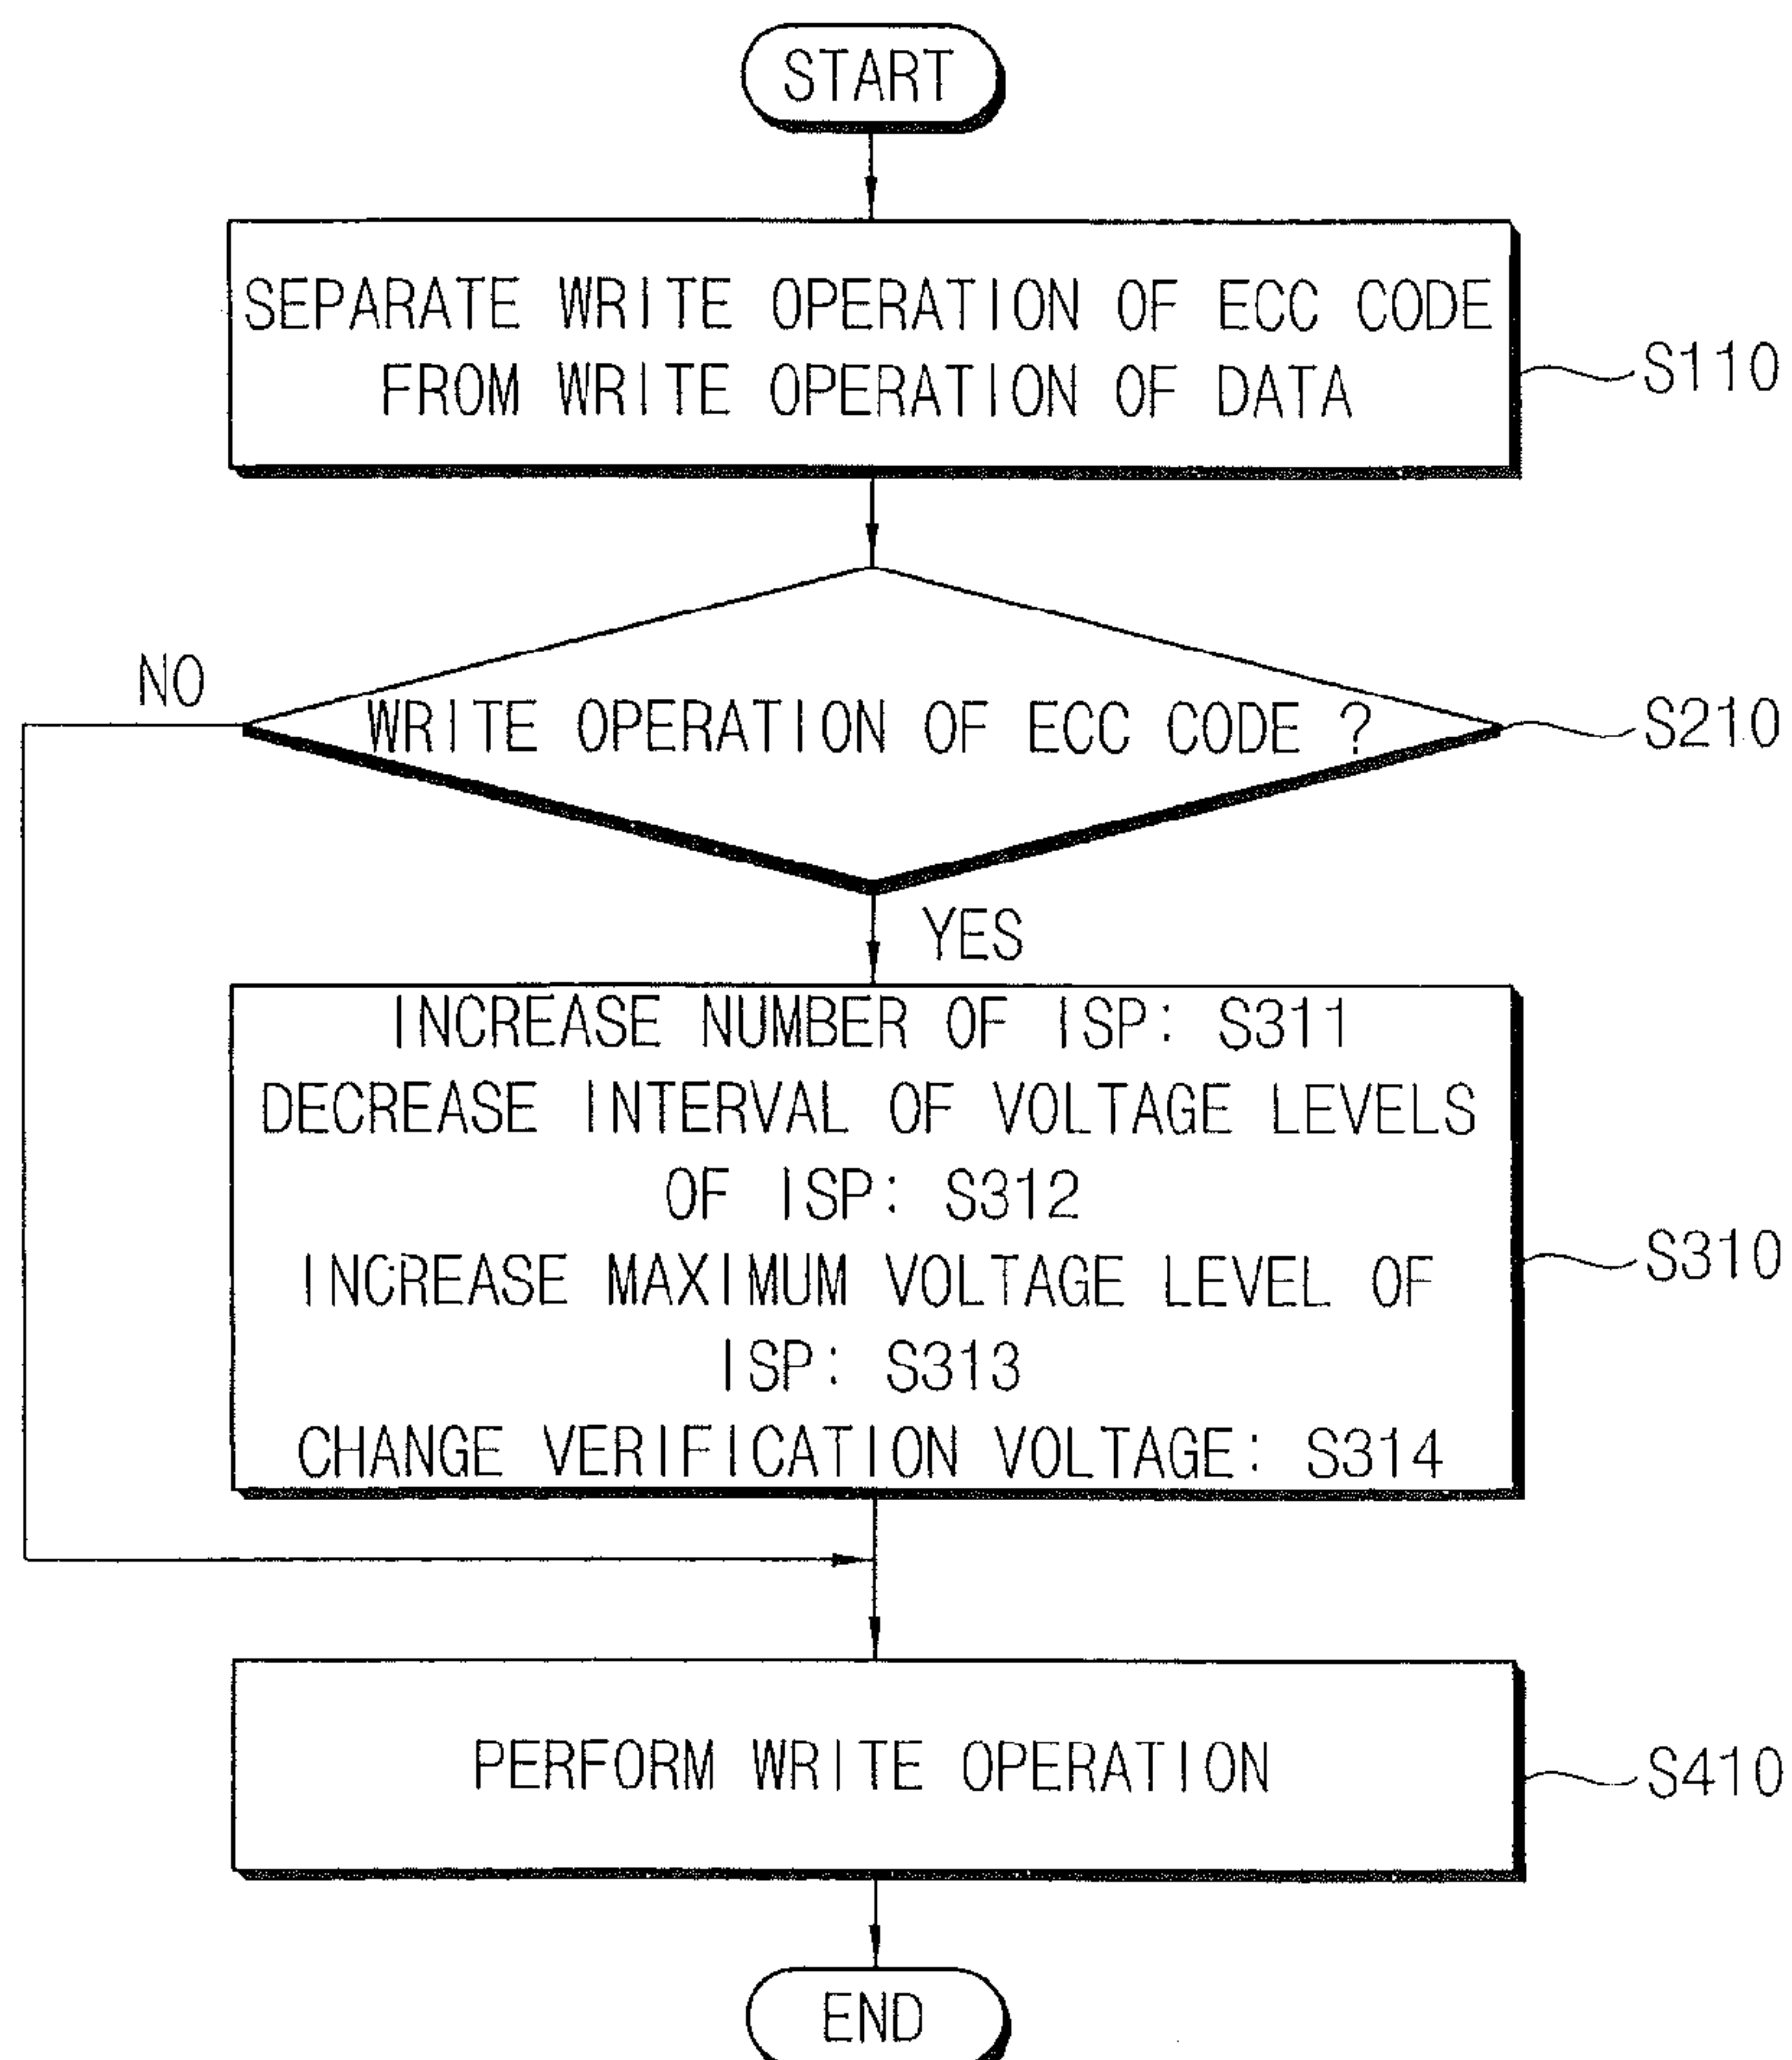 START
SEPARATE WRITE OPERATION OF ECC CODE
FROM WRITE OPERATION OF DATA
S110
NO
WRITE OPERATION OF ECC CODE ?
S210
YES
INCREASE NUMBER OF ISP: S311
DECREASE INTERVAL OF VOLTAGE LEVELS
OF ISP: S312
INCREASE MAXIMUM VOLTAGE LEVEL OF
ISP: S313
CHANGE VERIFICATION VOLTAGE: S314
S310
PERFORM WRITE OPERATION
S410
END